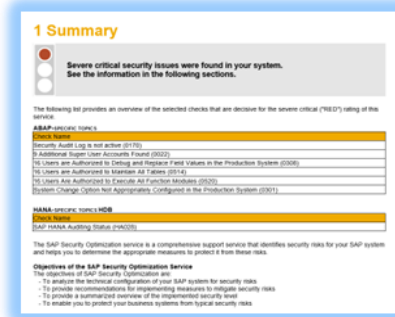 1 Summary
Severe critical security issues were found in your system.
See the information in the following sections.
The following list provides an overview of the selected checks that are decisive for the severe critical ("RED") rating of this
service.
ABAP-SPECIFIC TOPICS
Check Name
Security Audit Log is not active (0170)
9 Additional Super User Accounts Found (0022)
16 Users are Authorized to Debug and Replace Field Values in the Production System (0308)
16 Users are Authorized to Maintain All Tables (0514)
16 Users Are Authorized to Execute All Function Modules (0520)
System Change Option Not Appropriately Configured in the Production System (0301)
HANA-SPECIFIC TOPICS HDB
Check Name
SAP HANA Auditing Status (HA028)
The SAP Security Optimization service is a comprehensive support service that identifies security risks for your SAP system
and helps you to determine the appropriate measures to protect it from these risks.
Objectives of the SAP Security Optimization Service
The objectives of SAP Security Optimization are:
- To analyze the technical configuration of your SAP system for security risks
- To provide recommendations for implementing measures to mitigate security risks
- To provide a summarized overview of the implemented security level
- To enable you to protect your business systems from typical security risks